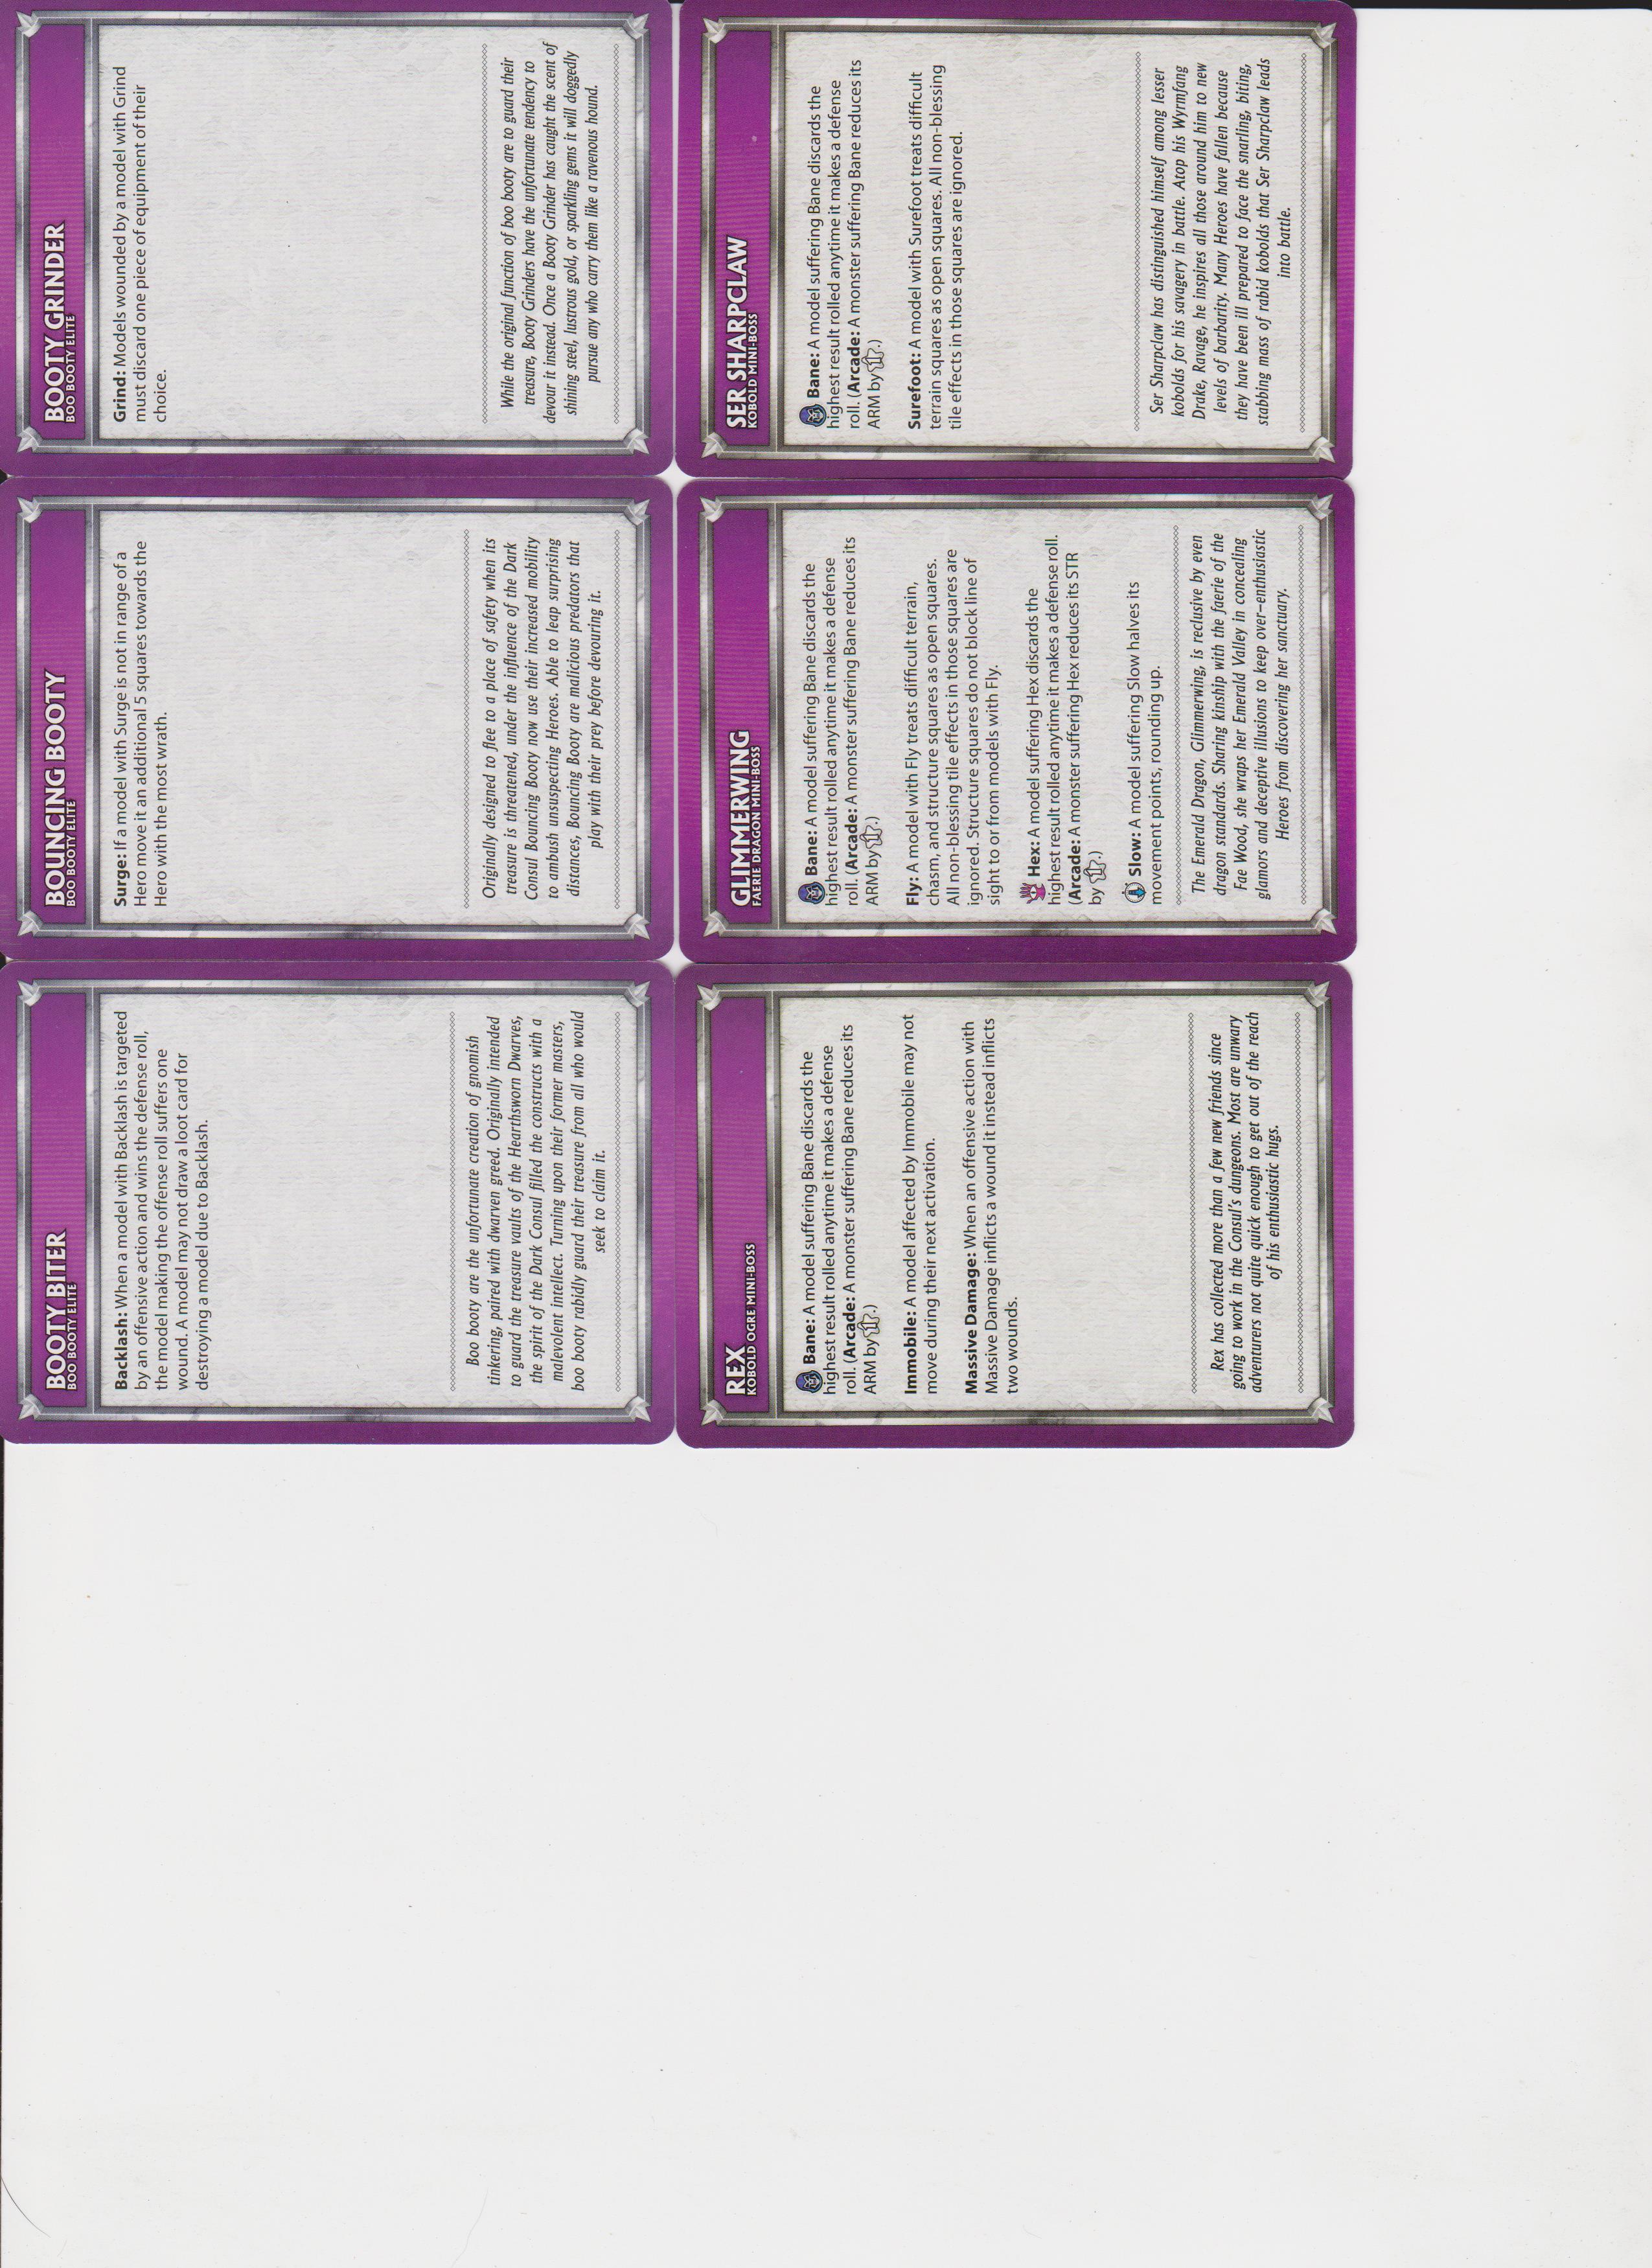 BOOTY BITER
BOO BOOTY ELITE
Backlash: When a model with Backlash is targeted
by an offensive action and wins the defense roll,
the model making the offense roll suffers one
wound. A model may not draw a loot card for
destroying a model due to Backlash.
Boo booty are the unfortunate creation of gnomish
tinkering, paired with dwarven greed. Originally intended
to guard the treasure vaults of the Hearthsworn Dwarves,
the spirit of the Dark Consul filled the constructs with a
malevolent intellect. Turning upon their former masters,
boo booty rabidly guard their treasure from all who would
seek to claim it.
BOUNCING BOOTY
BOO BOOTY ELITE
Surge: If a model with Surge is not in range of a
Hero move it an additional 5 squares towards the
Hero with the most wrath.
Originally designed to flee to a place of safety when its
treasure is threatened, under the influence of the Dark
Consul Bouncing Booty now use their increased mobility
to ambush unsuspecting Heroes. Able to leap surprising
distances, Bouncing Booty are malicious predators that
play with their prey before devouring it.
BOOTY GRINDER
BOO BOOTY ELITE
Grind: Models wounded by a model with Grind
must discard one piece of equipment of their
choice.
While the original function of boo booty are to guard their
treasure, Booty Grinders have the unfortunate tendency to
devour it instead. Once a Booty Grinder has caught the scent of
shining steel, lustrous gold, or sparkling gems it will doggedly
pursue any who carry them like a ravenous hound.
REX
KOBOLD OGRE MINI-BOSS
Bane: A model suffering Bane discards the
highest result rolled anytime it makes a defense
roll. (Arcade: A monster suffering Bane reduces its
ARM by 1.)
Immobile: A model affected by Immobile may not
move during their next activation.
Massive Damage: When an offensive action with
Massive Damage inflicts a wound it instead inflicts
two wounds.
Rex has collected more than a few new friends since
going to work in the Consul's dungeons. Most are unwary
adventurers not quite quick enough to get out of the reach
of his enthusiastic hugs.
GLIMMERWING
FAERIE DRAGON MINI-BOSS
Bane: A model suffering Bane discards the
highest result rolled anytime it makes a defense
roll. (Arcade: A monster suffering Bane reduces its
ARM by 1.)
Fly: A model with Fly treats difficult terrain,
chasm, and structure squares as open squares.
All non-blessing tile effects in those squares are
ignored. Structure squares do not block line of
sight to or from models with Fly.
Hex: A model suffering Hex discards the
highest result rolled anytime it makes a defense roll.
(Arcade: A monster suffering Hex reduces its STR
by 1.)
Slow: A model suffering Slow halves its
movement points, rounding up.
The Emerald Dragon, Glimmerwing, is reclusive by even
dragon standards. Sharing kinship with the faerie of the
Fae Wood, she wraps her Emerald Valley in concealing
glamors and deceptive illusions to keep over-enthusiastic
Heroes from discovering her sanctuary.
SER SHARPCLAW
KOBOLD MINI-BOSS
Bane: A model suffering Bane discards the
highest result rolled anytime it makes a defense
roll. (Arcade: A monster suffering Bane reduces its
ARM by 1.)
Surefoot: A model with Surefoot treats difficult
terrain squares as open squares. All non-blessing
tile effects in those squares are ignored.
Ser Sharpclaw has distinguished himself among lesser
kobolds for his savagery in battle. Atop his Wyrmfang
Drake, Ravage, he inspires all those around him to new
levels of barbarity. Many Heroes have fallen because
they have been ill prepared to face the snarling, biting,
stabbing mass of rabid kobolds that Ser Sharpclaw leads
into battle.